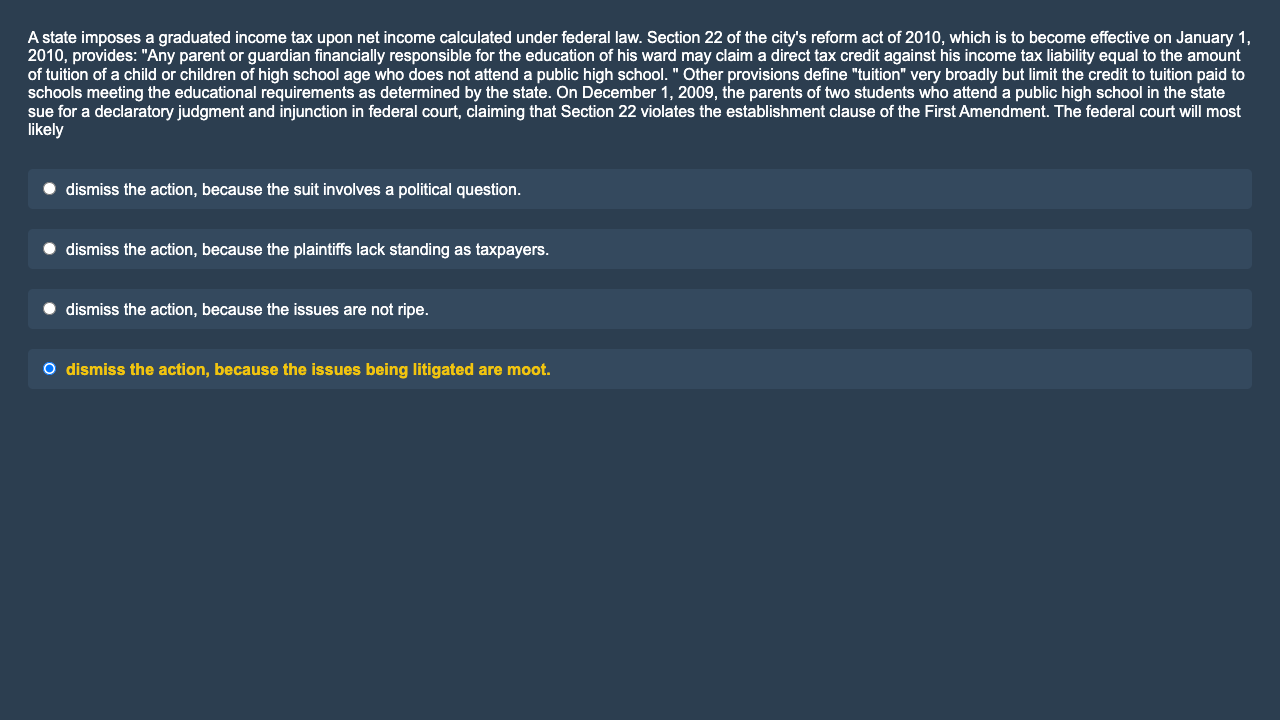 A state imposes a graduated income tax upon net income calculated under federal law. Section 22 of the city's reform act of 2010, which is to become effective on January 1,
2010, provides: "Any parent or guardian financially responsible for the education of his ward may claim a direct tax credit against his income tax liability equal to the amount
of tuition of a child or children of high school age who does not attend a public high school. " Other provisions define "tuition" very broadly but limit the credit to tuition paid to
schools meeting the educational requirements as determined by the state. On December 1, 2009, the parents of two students who attend a public high school in the state
sue for a declaratory judgment and injunction in federal court, claiming that Section 22 violates the establishment clause of the First Amendment. The federal court will most
likely
dismiss the action, because the suit involves a political question.
dismiss the action, because the plaintiffs lack standing as taxpayers.
dismiss the action, because the issues are not ripe.
dismiss the action, because the issues being litigated are moot.